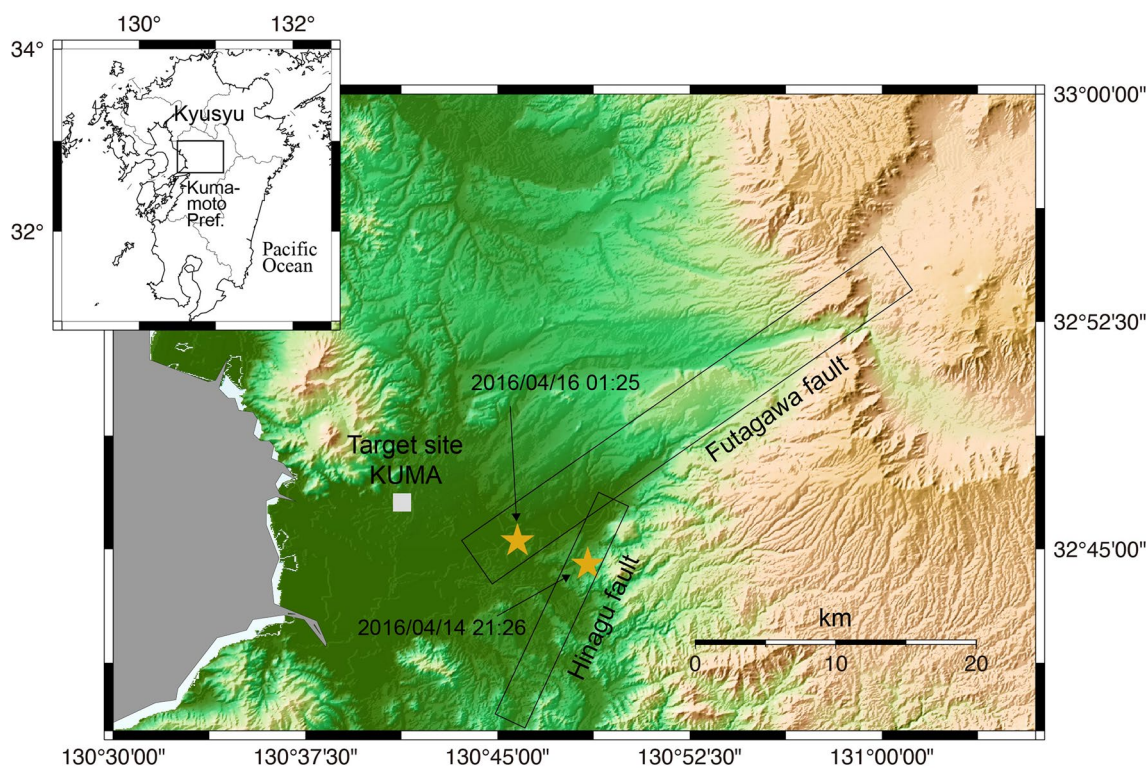 130°
132°
34°
Kyusyu
Kuma-
moto
Pref.
32°
Pacific
Ocean
33°00'00"
32°52'30"
2016/04/16 01:25
Futagawa fault
Target site
KUMA
32°45'00"
2016/04/14 21:26
Hinagu fault
km
0
10
20
130°30'00"
130°37'30"
130°45'00"
130°52'30"
131°00'00"